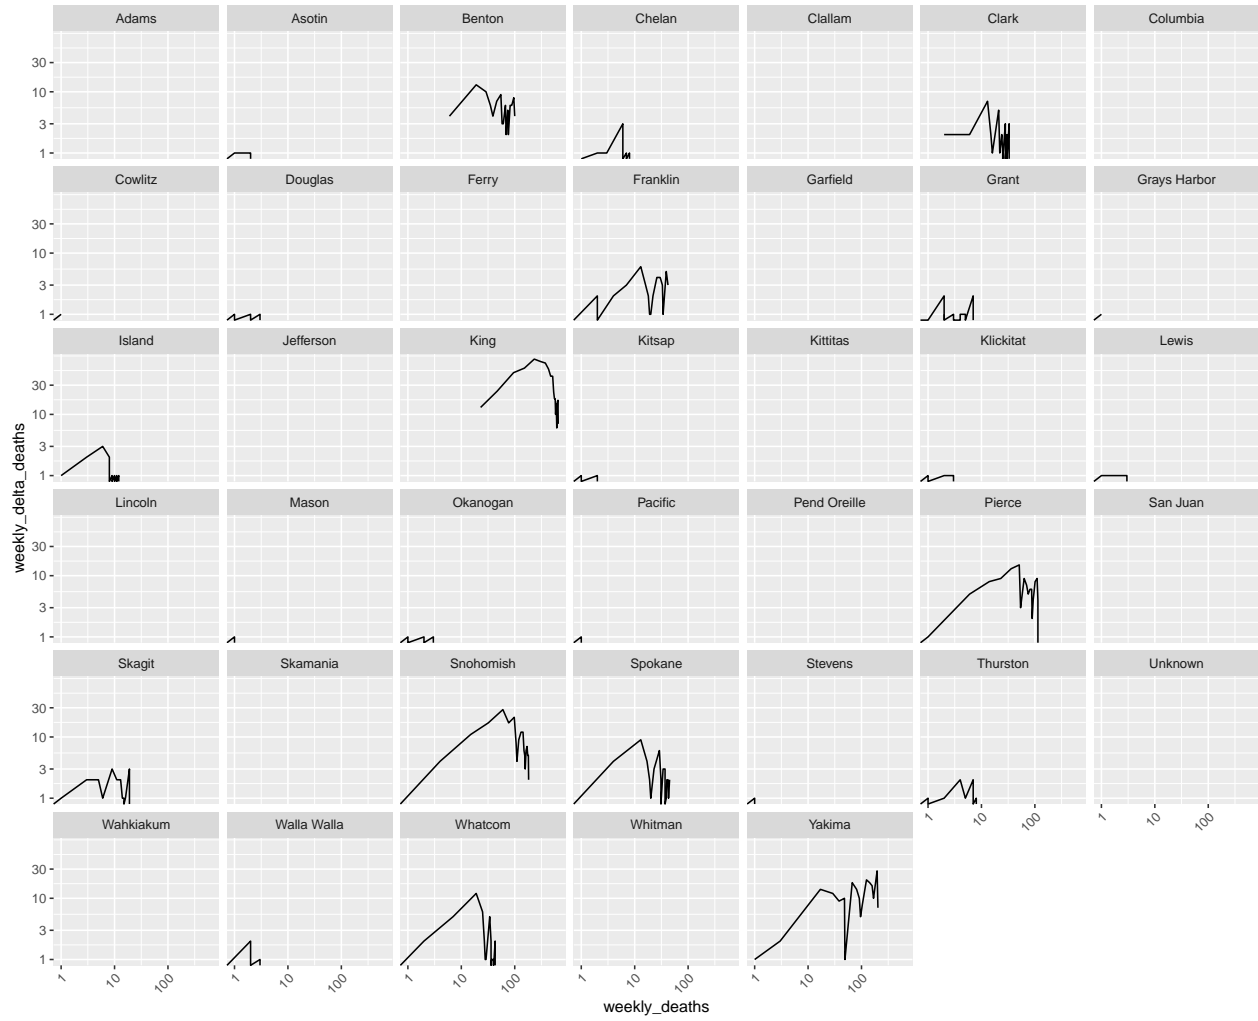 Adams Asotin Benton Chelan Clallam Clark Columbia
30
10
3
1
Cowlitz Douglas Ferry Franklin Garfield Grant Grays Harbor
30
10
3
1
Island Jefferson King Kitsap Kittitas Klickitat Lewis
30
10
3
1
weekly_delta_deaths
Lincoln Mason Okanogan Pacific Pend Oreille Pierce San Juan
30
10
3
1
Skagit Skamania Snohomish Spokane Stevens Thurston Unknown
30
10
3
1
1 10 100 1 10 100
Wahkiakum Walla Walla Whatcom Whitman Yakima
30
10
3
1
1 10 100 1 10 100 1 10 100 1 10 100 1 10 100
weekly_deaths